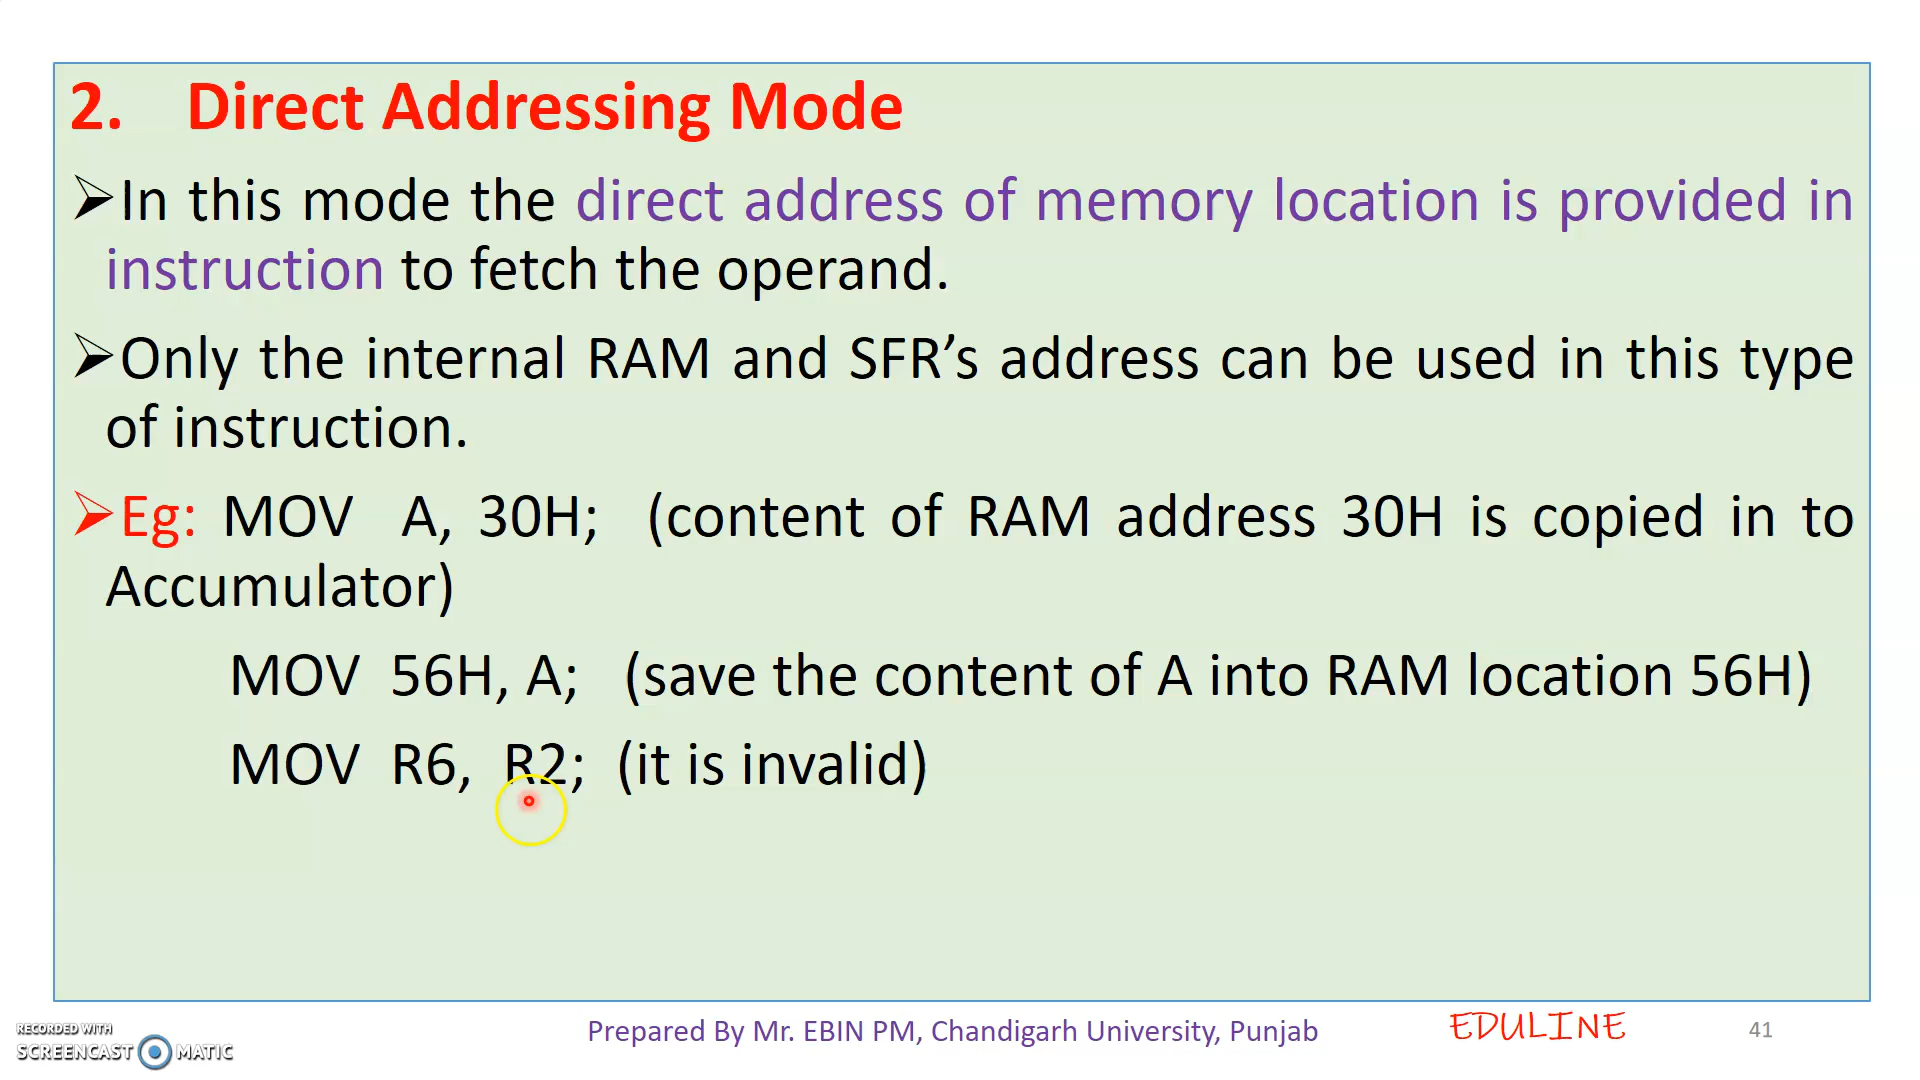 2. Direct Addressing Mode
➢In this mode the direct address of memory location is provided in
instruction to fetch the operand.
➢Only the internal RAM and SFR’s address can be used in this type
of instruction.
➢Eg: MOV A, 30H; (content of RAM address 30H is copied in to
Accumulator)
MOV 56H, A; (save the content of A into RAM location 56H)
MOV R6, R2; (it is invalid)
Prepared By Mr. EBIN PM, Chandigarh University, Punjab EDULINE 41
RECORDED WITH
SCREENCAST MATIC